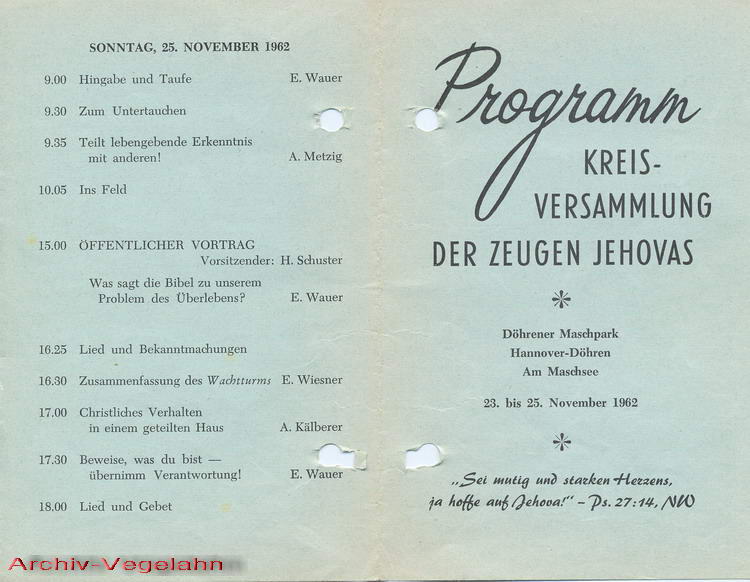 SONNTAG, 25. NOVEMBER 1962
9.00 Hingabe und Taufe E. Wauer
9.30 Zum Untertauchen
9.35 Teilt lebengebende Erkenntnis
mit anderen! A. Metzig
10.05 Ins Feld
15.00 ÖFFENTLICHER VORTRAG
Vorsitzender: H. Schuster
Was sagt die Bibel zu unserem
Problem des Überlebens? E. Wauer
16.25 Lied und Bekanntmachungen
16.30 Zusammenfassung des Wachtturms E. Wiesner
17.00 Christliches Verhalten
in einem geteilten Haus A. Kälberer
17.30 Beweise, was du bist —
übernimm Verantwortung! E. Wauer
18.00 Lied und Gebet
Archiv-Vegelahn
Programm
KREIS-
VERSAMMLUNG
DER ZEUGEN JEHOVAS
Döhrener Maschpark
Hannover-Döhren
Am Maschsee
23. bis 25. November 1962
„Sei mutig und starken Herzens,
ja hoffe auf Jehova!" – Ps. 27:14, NW